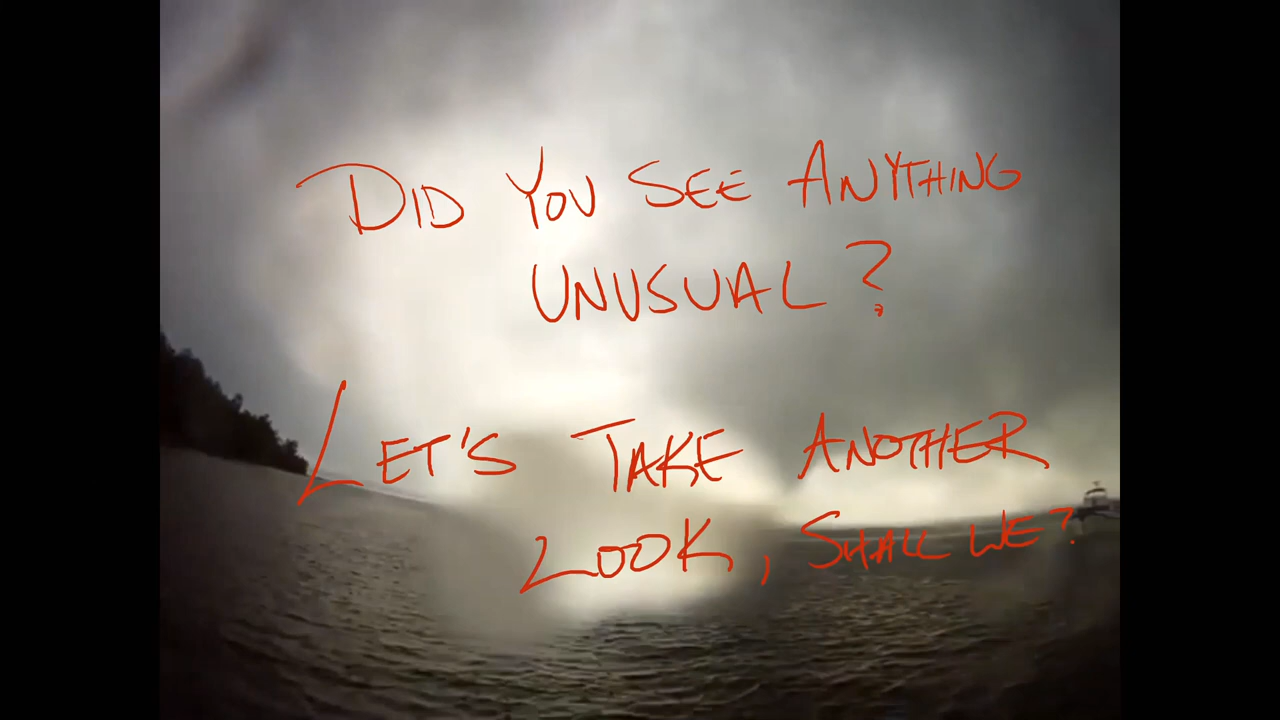 DID YOU SEE ANYTHING
UNUSUAL?
LET'S TAKE ANOTHER
LOOK, SHALL WE?